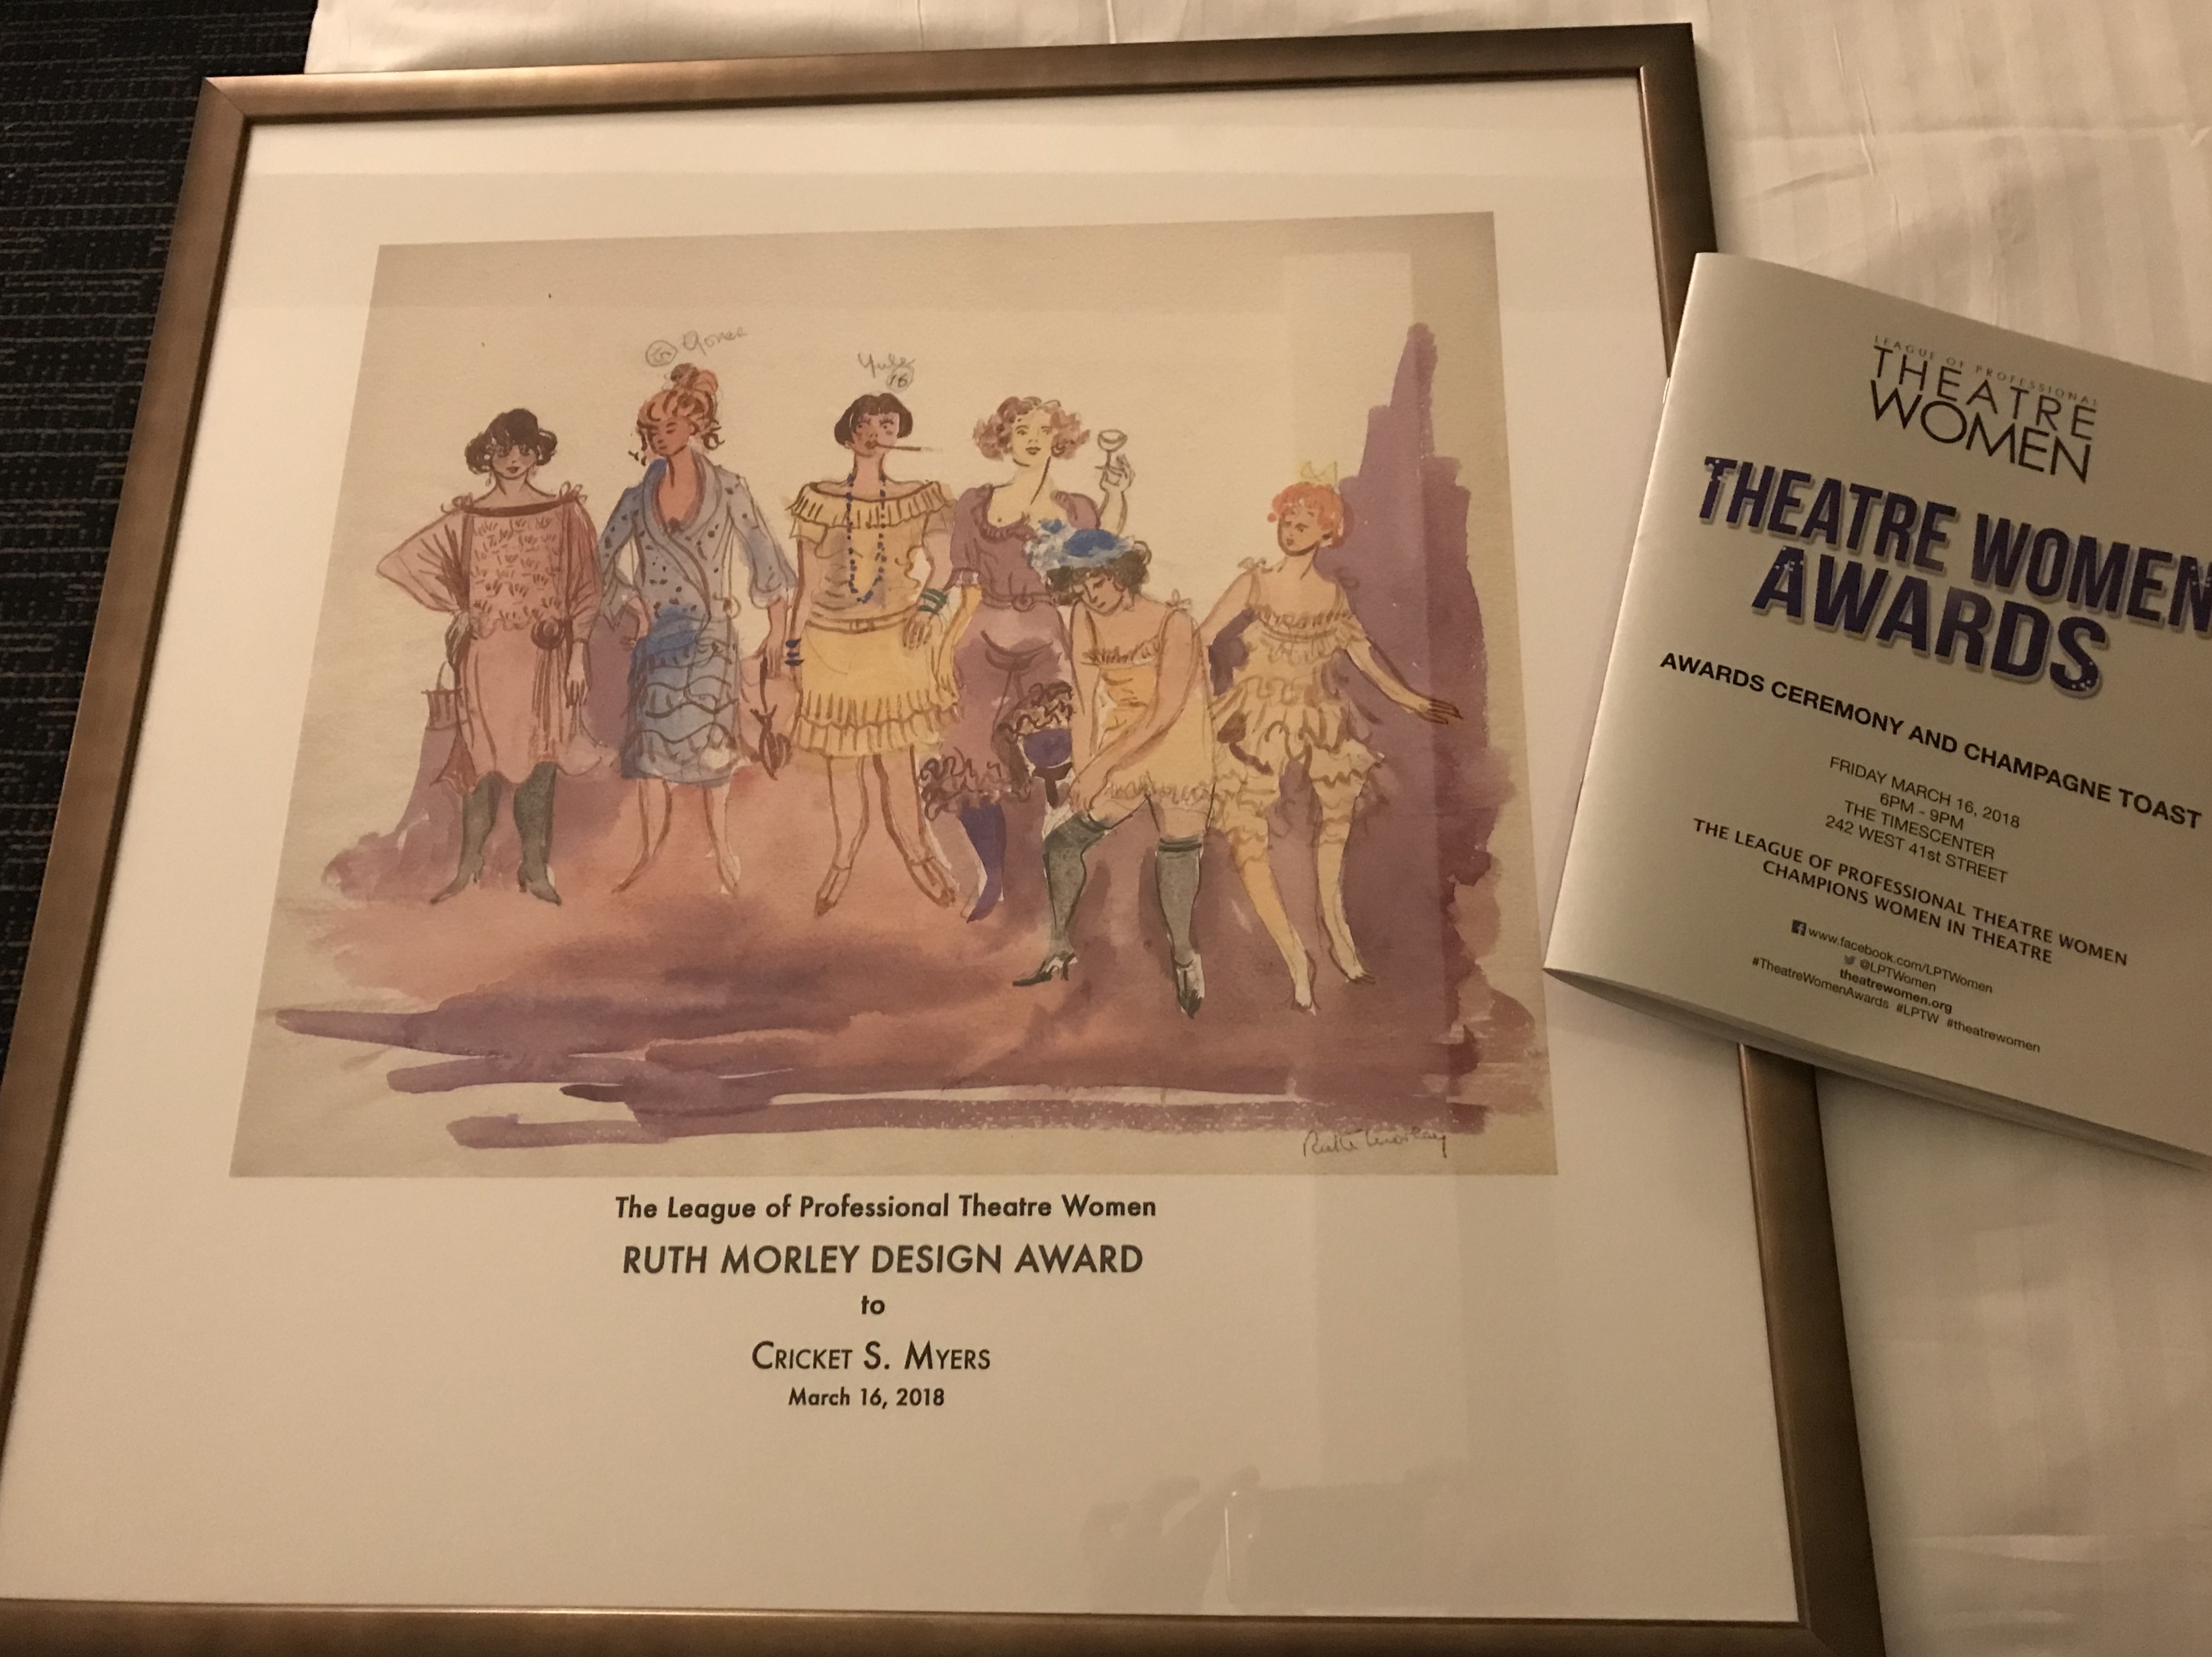 Yule
16
Ruth Morley
The League of Professional Theatre Women
RUTH MORLEY DESIGN AWARD
to
CRICKET S. MYERS
March 16, 2018
LEAGUE OF PROFESSIONAL
THEATRE
WOMEN
THEATRE WOMEN
AWARDS
AWARDS CEREMONY AND CHAMPAGNE TOAST
FRIDAY MARCH 16, 2018
6PM - 9PM
THE TIMESCENTER
242 WEST 41st STREET
THE LEAGUE OF PROFESSIONAL THEATRE WOMEN
CHAMPIONS WOMEN IN THEATRE
www.facebook.com/LPTWomen
@LPTWomen
theatrewomen.org
#TheatreWomenAwards #LPTW #theatrewomen